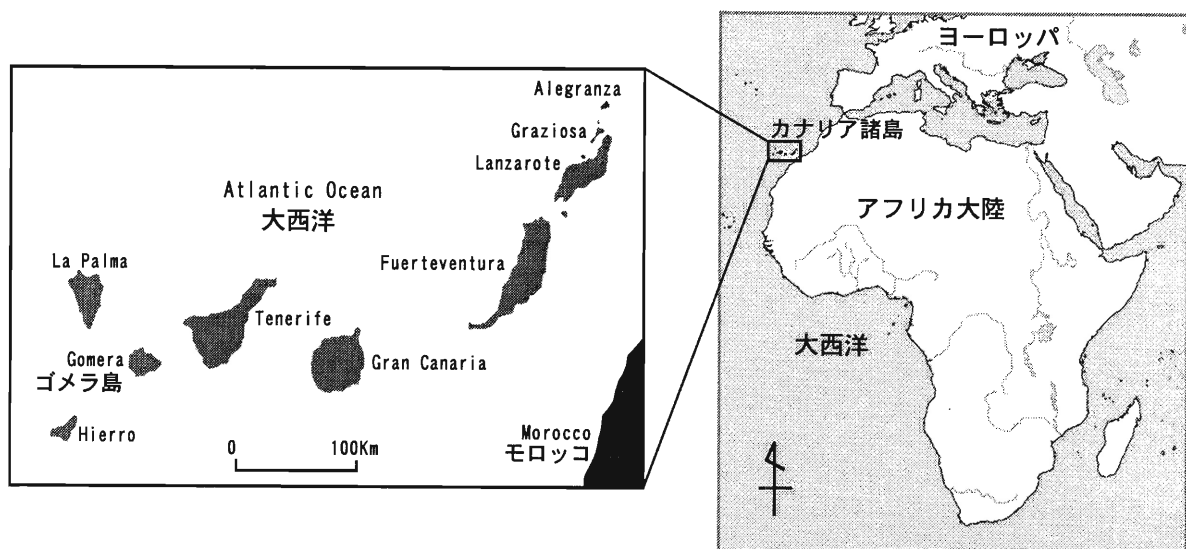 Alegranza
Graziosa
Lanzarote
Atlantic Ocean
大西洋
La Palma
Fuerteventura
Tenerife
Gomera
ゴメラ島
Gran Canaria
Hierro
0 100Km
Morocco
モロッコ
ヨーロッパ
カナリア諸島
アフリカ大陸
大西洋